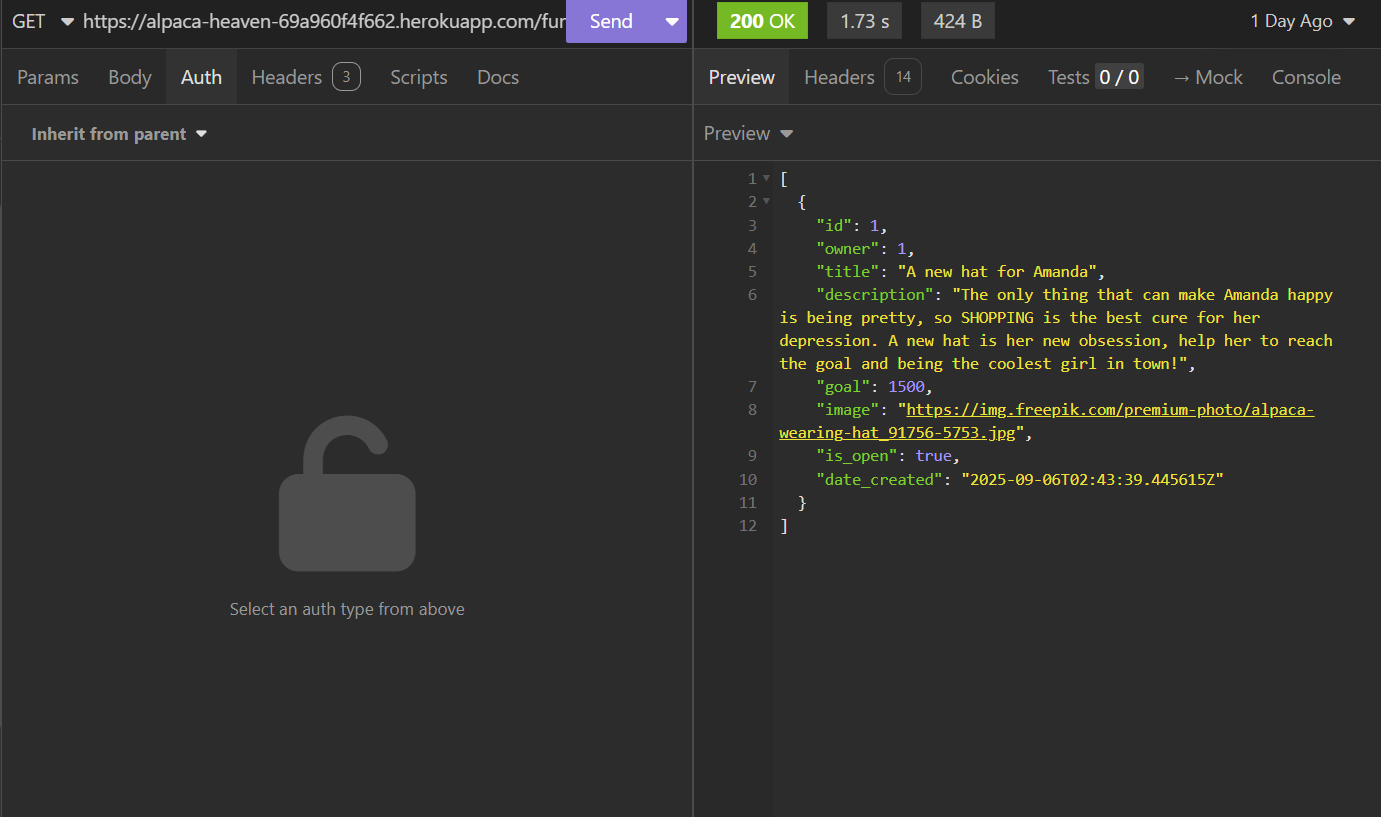 GET https://alpaca-heaven-69a960f4f662.herokuapp.com/fur Send 200 OK 1.73 s 424 B 1 Day Ago
Params Body Auth Headers 3 Scripts Docs Preview Headers 14 Cookies Tests 0 / 0 → Mock Console
Inherit from parent Preview
1 [
2 {
3 "id": 1,
4 "owner": 1,
5 "title": "A new hat for Amanda",
6 "description": "The only thing that can make Amanda happy
is being pretty, so SHOPPING is the best cure for her
depression. A new hat is her new obsession, help her to reach
the goal and being the coolest girl in town!",
7 "goal": 1500,
8 "image": "https://img.freepik.com/premium-photo/alpaca-
wearing-hat_91756-5753.jpg",
9 "is_open": true,
10 "date_created": "2025-09-06T02:43:39.445615Z"
11 }
12 ]
Select an auth type from above